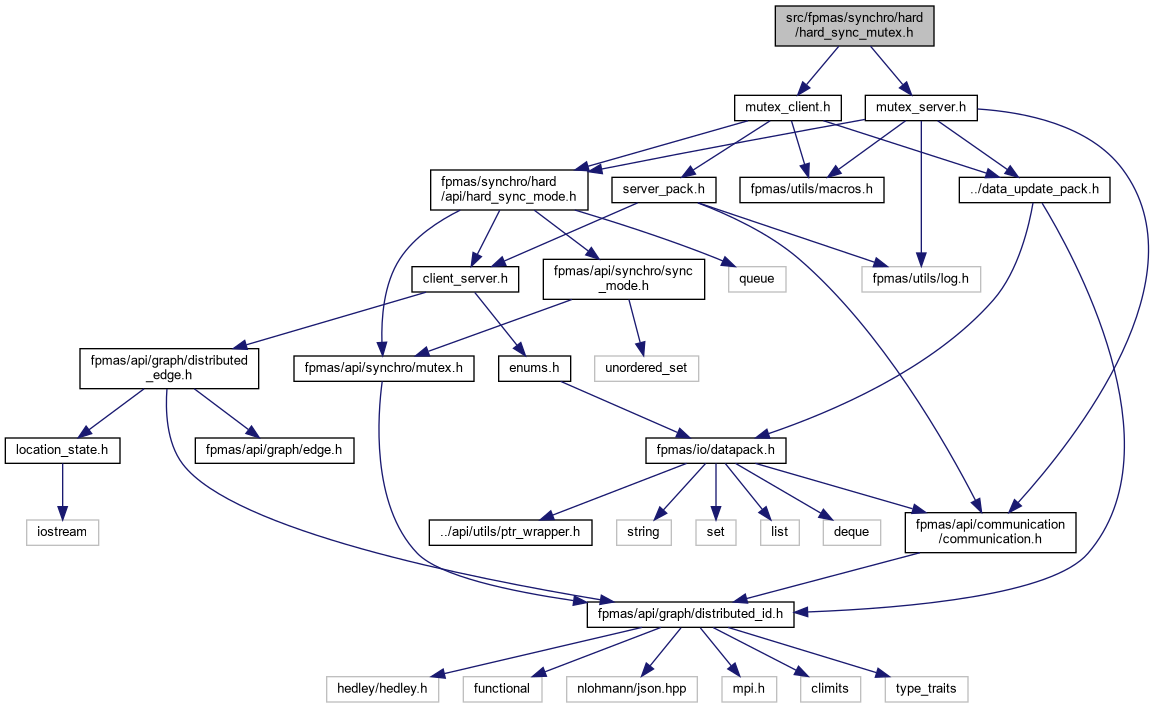 src/fpmas/synchro/hard
/hard_sync_mutex.h
mutex_client.h
mutex_server.h
fpmas/synchro/hard
/api/hard_sync_mode.h
server_pack.h
fpmas/utils/macros.h
../data_update_pack.h
client_server.h
fpmas/api/synchro/sync
_mode.h
queue
fpmas/utils/log.h
fpmas/api/graph/distributed
_edge.h
fpmas/api/synchro/mutex.h
enums.h
unordered_set
location_state.h
fpmas/api/graph/edge.h
fpmas/io/datapack.h
iostream
../api/utils/ptr_wrapper.h
string
set
list
deque
fpmas/api/communication
/communication.h
fpmas/api/graph/distributed_id.h
hedley/hedley.h
functional
nlohmann/json.hpp
mpi.h
climits
type_traits